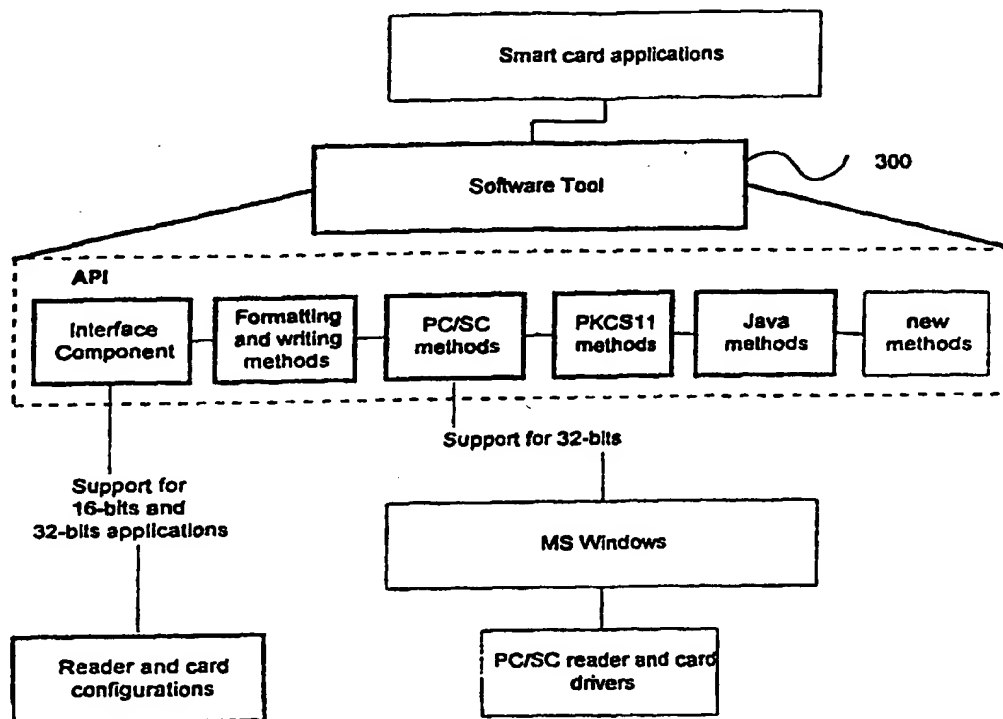 Smart card applications
Software Tool
300
API
Interface
Component
Formatting
and writing
methods
PC/SC
methods
PKCS11
methods
Java
methods
new
methods
Support for 32-bits
Support for
16-bits and
32-bits applications
MS Windows
Reader and card
configurations
PC/SC reader and card
drivers